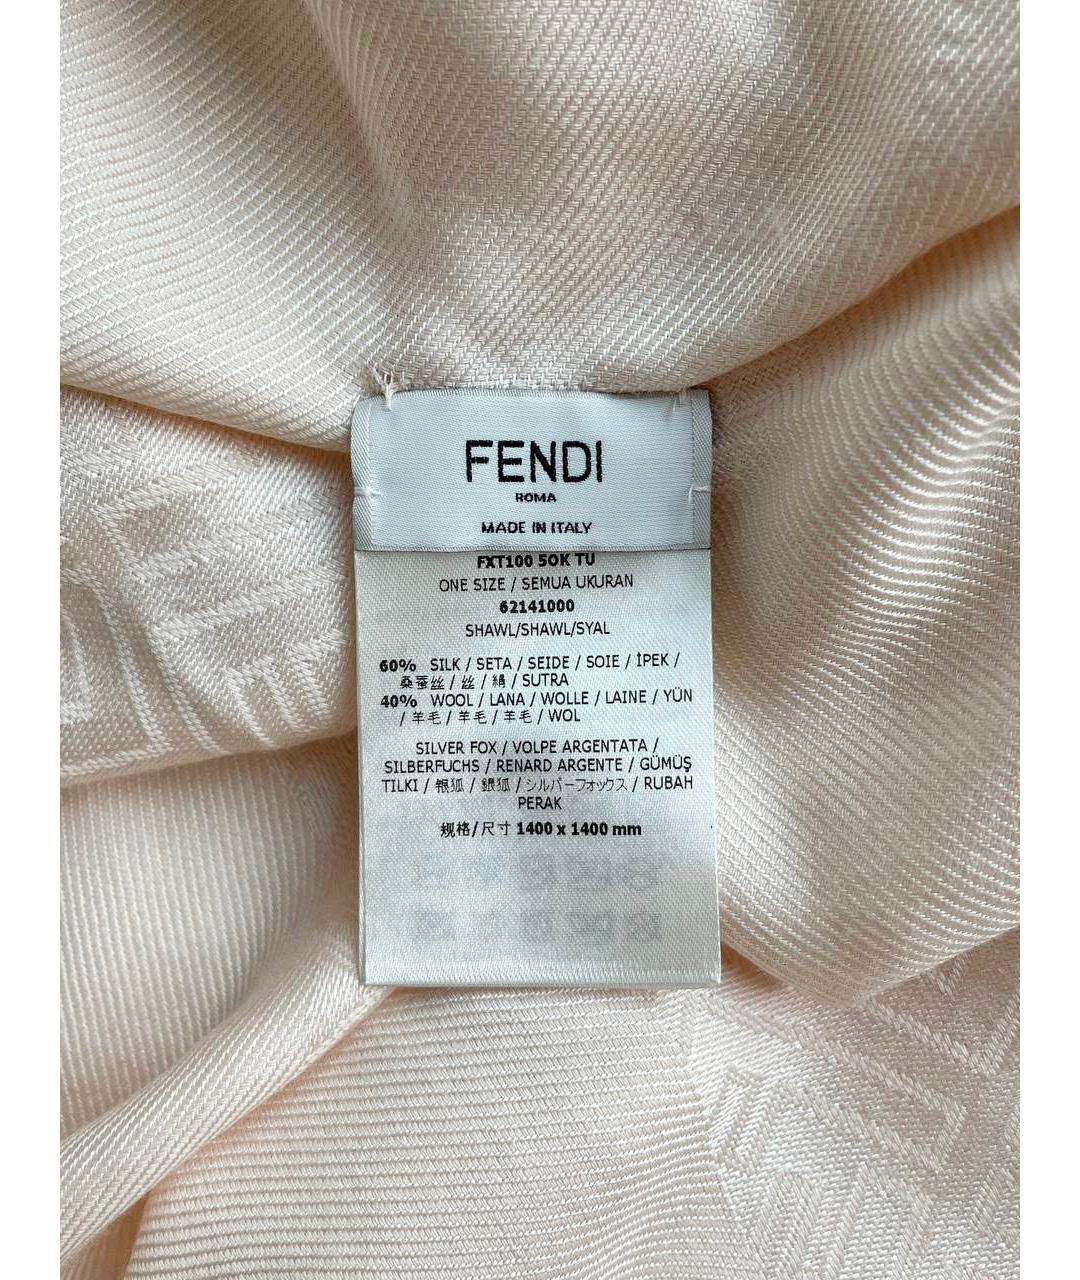 FENDI
ROMA
MADE IN ITALY
FXT100 5OK TU
ONE SIZE / SEMUA UKURAN
62141000
SHAWL/SHAWL/SYAL
60% SILK / SETA / SEIDE / SOIE / İPEK /
桑蚕丝 / 丝 / 絹 / SUTRA
40% WOOL / LANA / WOLLE / LAINE / YÜN
/ 羊毛 / 羊毛 / 羊毛 / WOL
SILVER FOX / VOLPE ARGENTATA /
SILBERFUCHS / RENARD ARGENTE / GÜMÜŞ
TILKI / 银狐 / 銀狐 / シルバーフォックス / RUBAH
PERAK
规格/尺寸 1400 x 1400 mm